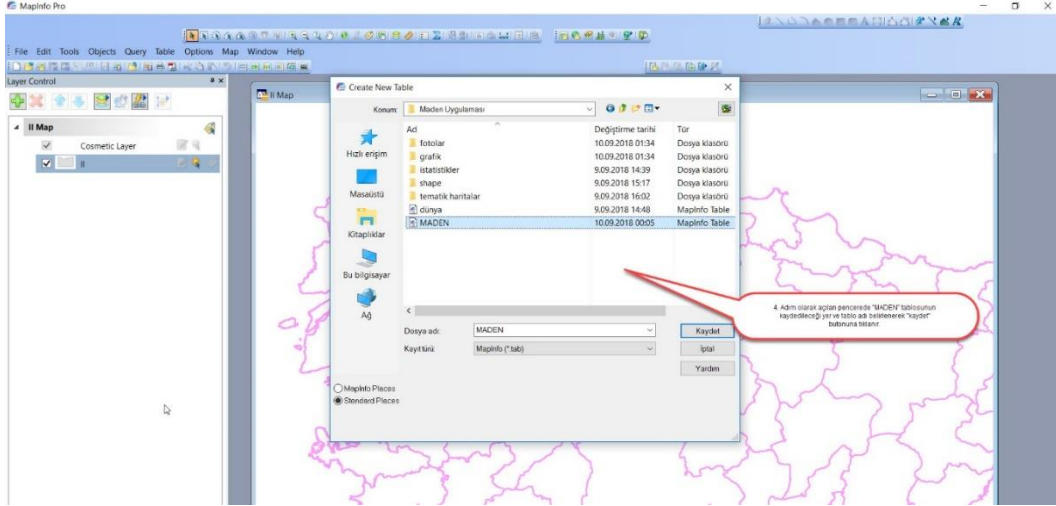 MapInfo Pro
File Edit Tools Objects Query Table Options Map Window Help
Layer Control
Il Map
Cosmetic Layer
Il
Il Map
Create New Table
Konum: Maden Uygulaması
Ad Değiştirme tarihi Tür
fotolar 10.09.2018 01:34 Dosya klasörü
grafik 10.09.2018 01:34 Dosya klasörü
istatistikler 9.09.2018 14:39 Dosya klasörü
shape 9.09.2018 15:17 Dosya klasörü
tematik haritalar 9.09.2018 16:02 Dosya klasörü
dünya 9.09.2018 14:48 MapInfo Table
MADEN 10.09.2018 00:05 MapInfo Table
Hızlı erişim
Masaüstü
Kitaplıklar
Bu bilgisayar
Ağ
Dosya adı: MADEN Kaydet
Kayıt türü: MapInfo (*.tab) İptal
Yardım
MapInfo Places
Standard Places
4. Adım olarak açılan pencerede "MADEN" tablosunun
kaydedileceği yer ve tablo adı belirlenerek "kaydet"
butonuna tıklanır.